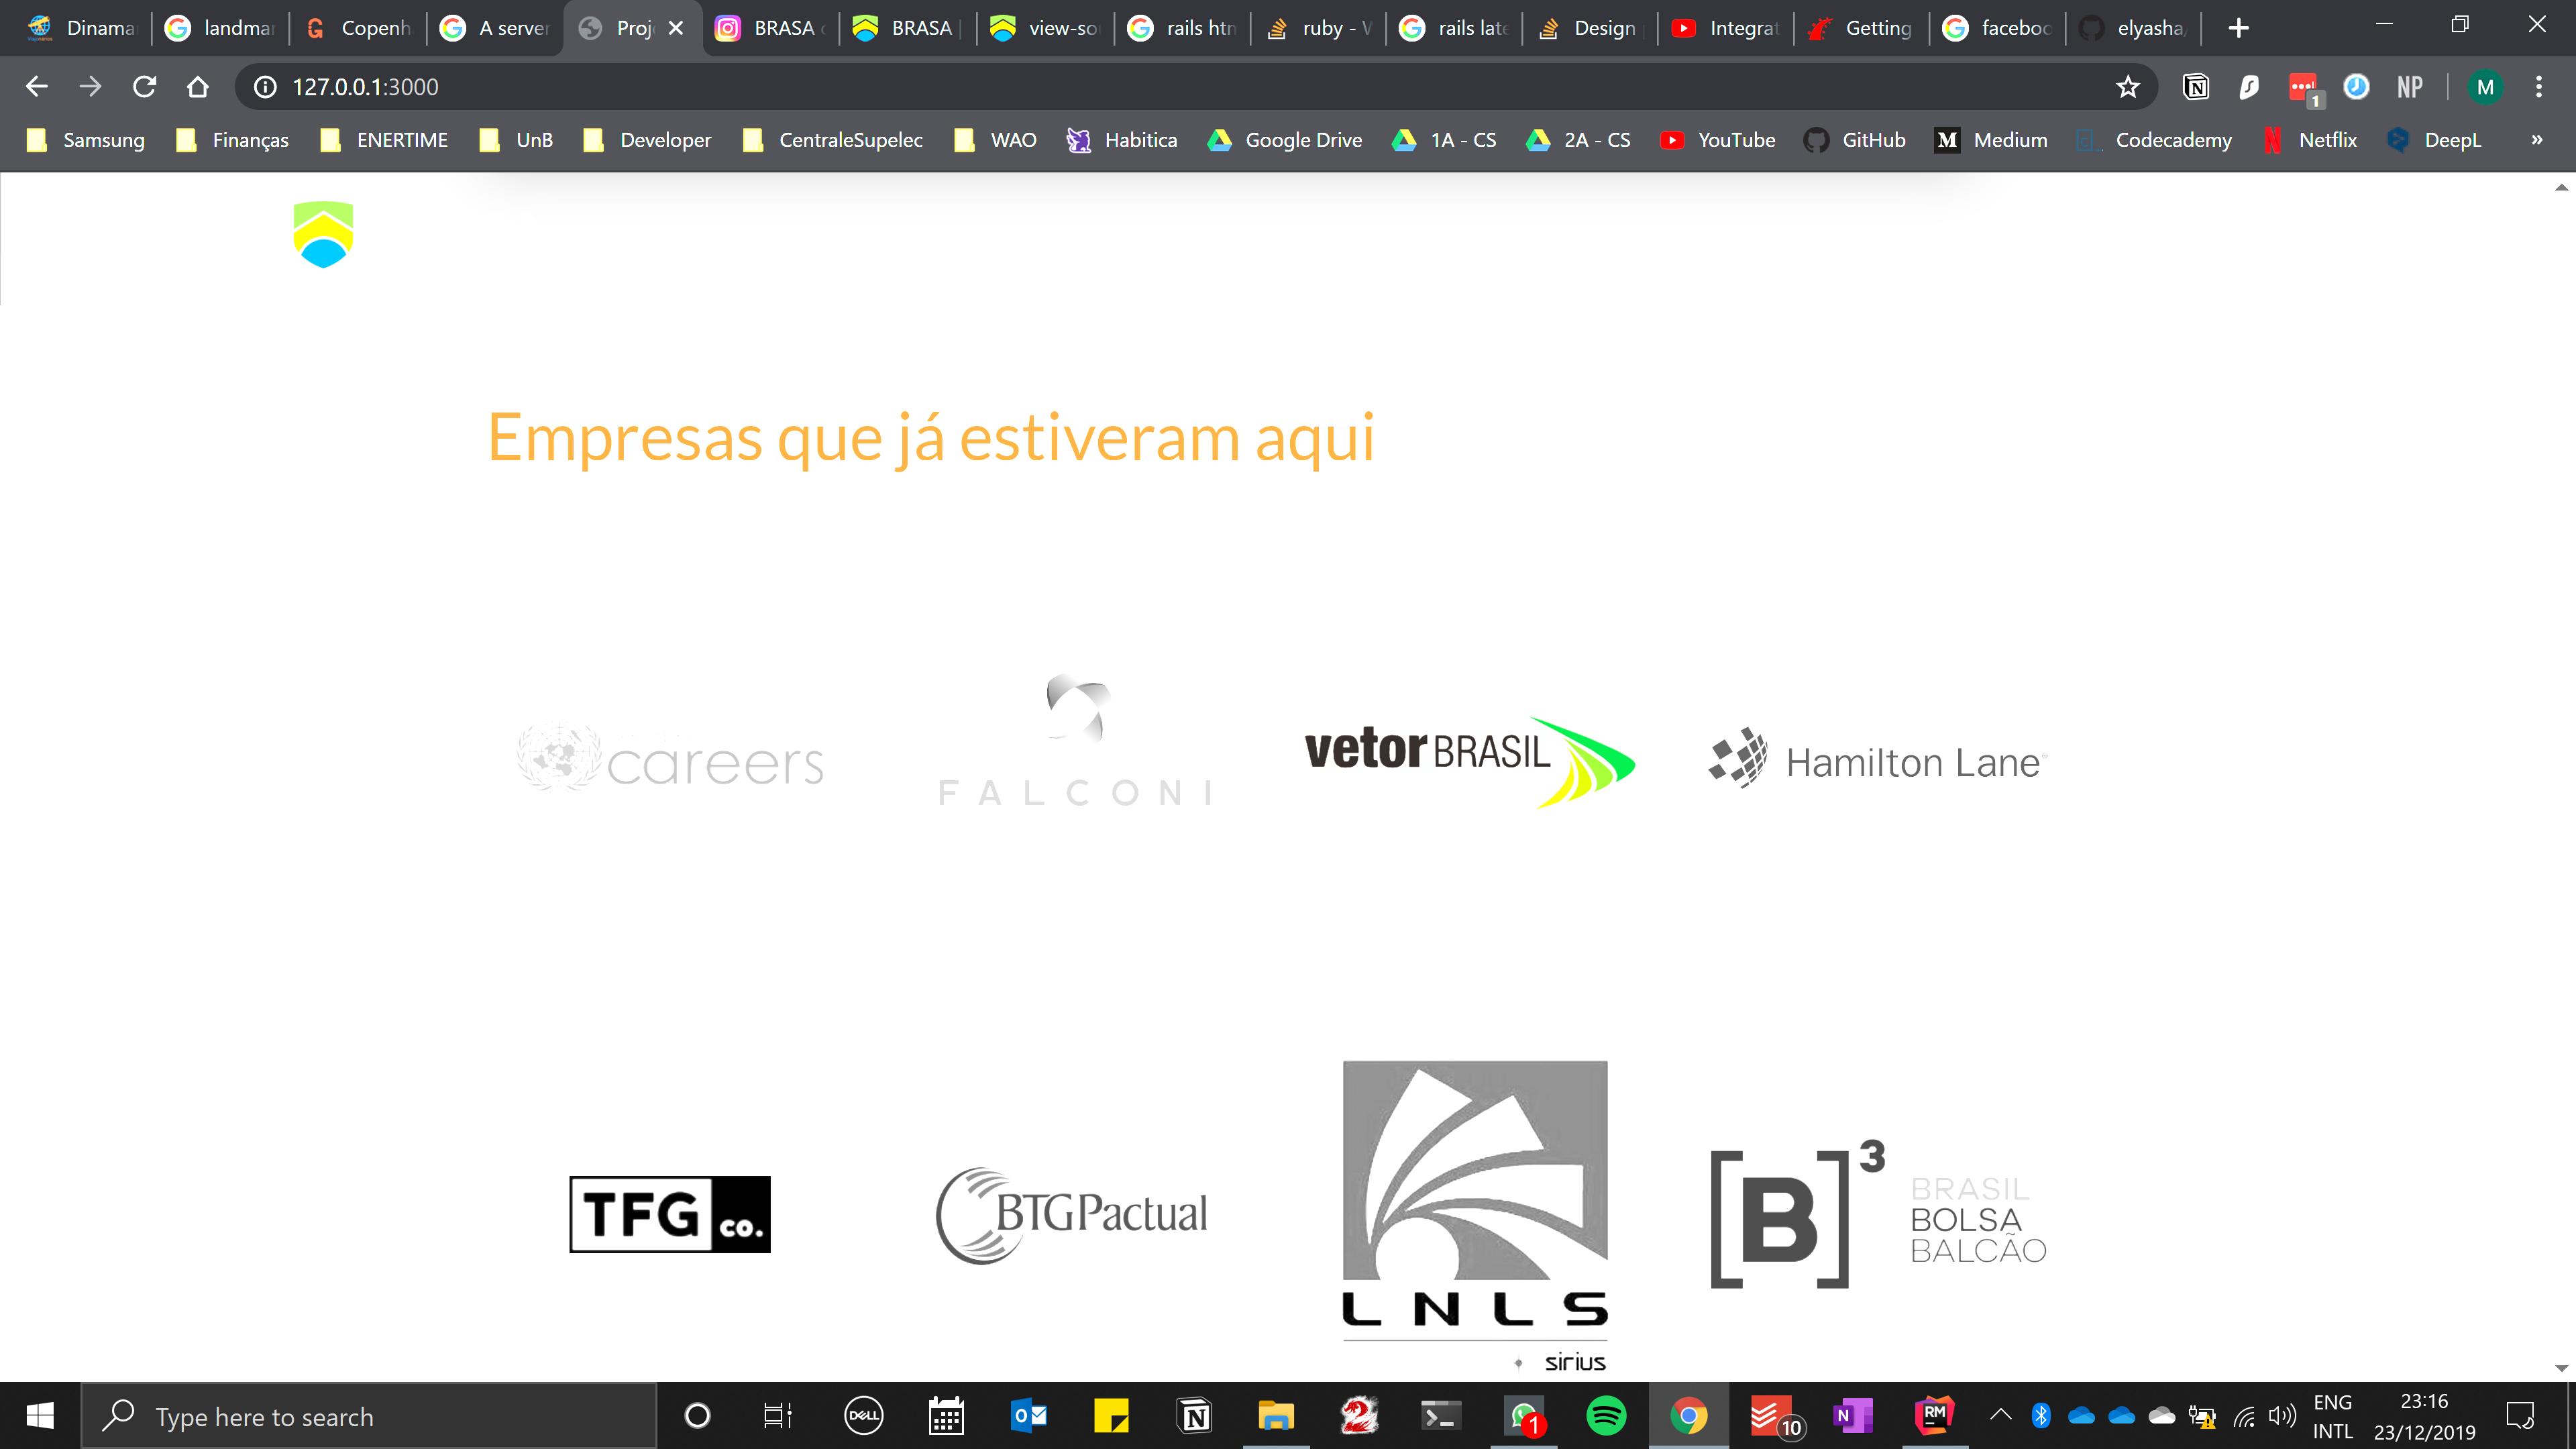 Dinama
landmar
Copenh
A server
Proj
BRASA
BRASA |
view-sou
rails htm
ruby - W
rails late
Design
Integrat
Getting
faceboo
elyasha/
127.0.0.1:3000
1
NP
M
Samsung
Finanças
ENERTIME
UnB
Developer
CentraleSupelec
WAO
Habitica
Google Drive
1A - CS
2A - CS
YouTube
GitHub
M
Medium
Codecademy
Netflix
DeepL
»
Empresas que já estiveram aqui
careers
FALCONI
vetorBRASIL
Hamilton Lane
TFG co.
BTGPactual
LNLS
sirius
[B]³
BRASIL
BOLSA
BALCÃO
Type here to search
DELL
1
10
RM
ENG
INTL
23:16
23/12/2019